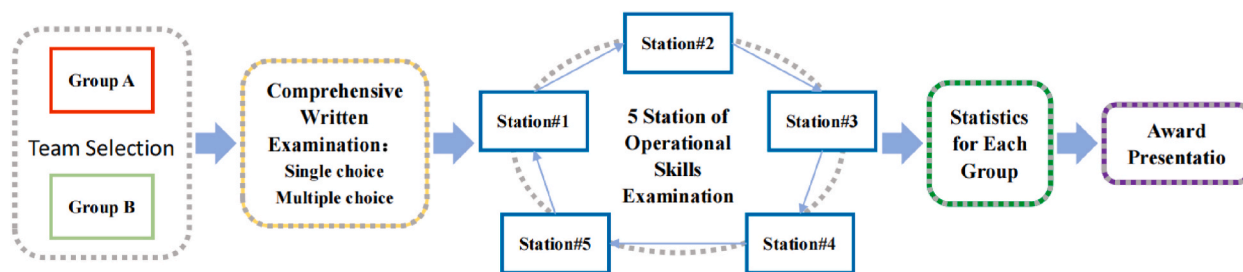 Group A
Team Selection
Group B
Comprehensive
Written
Examination：
Single choice
Multiple choice
Station#1
Station#2
Station#3
Station#4
Station#5
5 Station of
Operational
Skills
Examination
Statistics
for Each
Group
Award
Presentatio